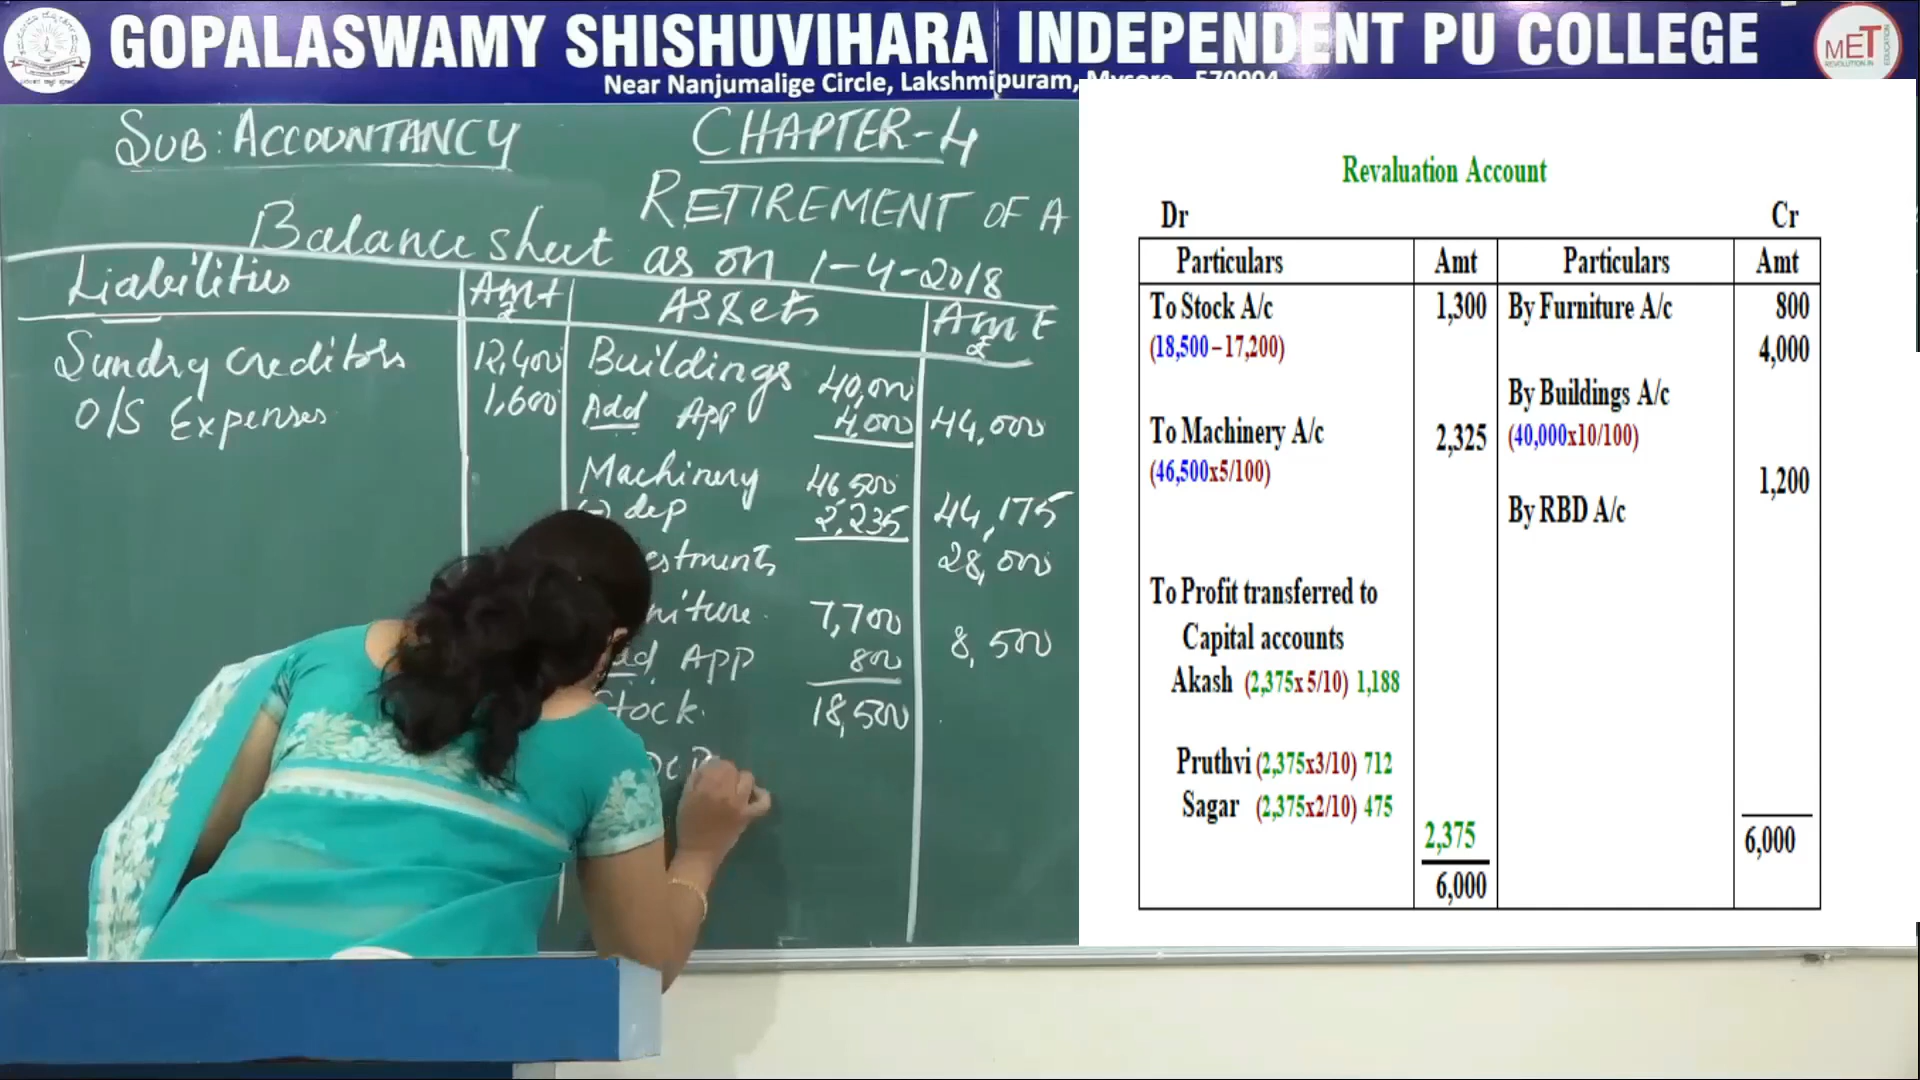 GOPALASWAMY SHISHUVIHARA INDEPENDENT PU COLLEGE
Near Nanjumalige Circle, Lakshmipuram, Mysore - 570004
MET
SUB: ACCOUNTANCY
CHAPTER-4
RETIREMENT OF A
Balance sheet as on 1-4-2018
Liabilities Amt ₹ Assets Amt ₹
Sundry creditors 12,400 Buildings 40,000
O/S Expenses 1,600 Add App 4,000 44,000
Machinery 46,500
(-) dep 2,235 44,175
estments 28,000
niture 7,700
Add App 800 8,500
Stock 18,500
Revaluation Account
Dr Cr
Particulars Amt Particulars Amt
To Stock A/c 1,300 By Furniture A/c 800
(18,500–17,200) 4,000
By Buildings A/c
To Machinery A/c 2,325 (40,000x10/100)
(46,500x5/100) 1,200
By RBD A/c
To Profit transferred to
Capital accounts
Akash (2,375x5/10) 1,188
Pruthvi (2,375x3/10) 712
Sagar (2,375x2/10) 475
2,375 6,000
6,000